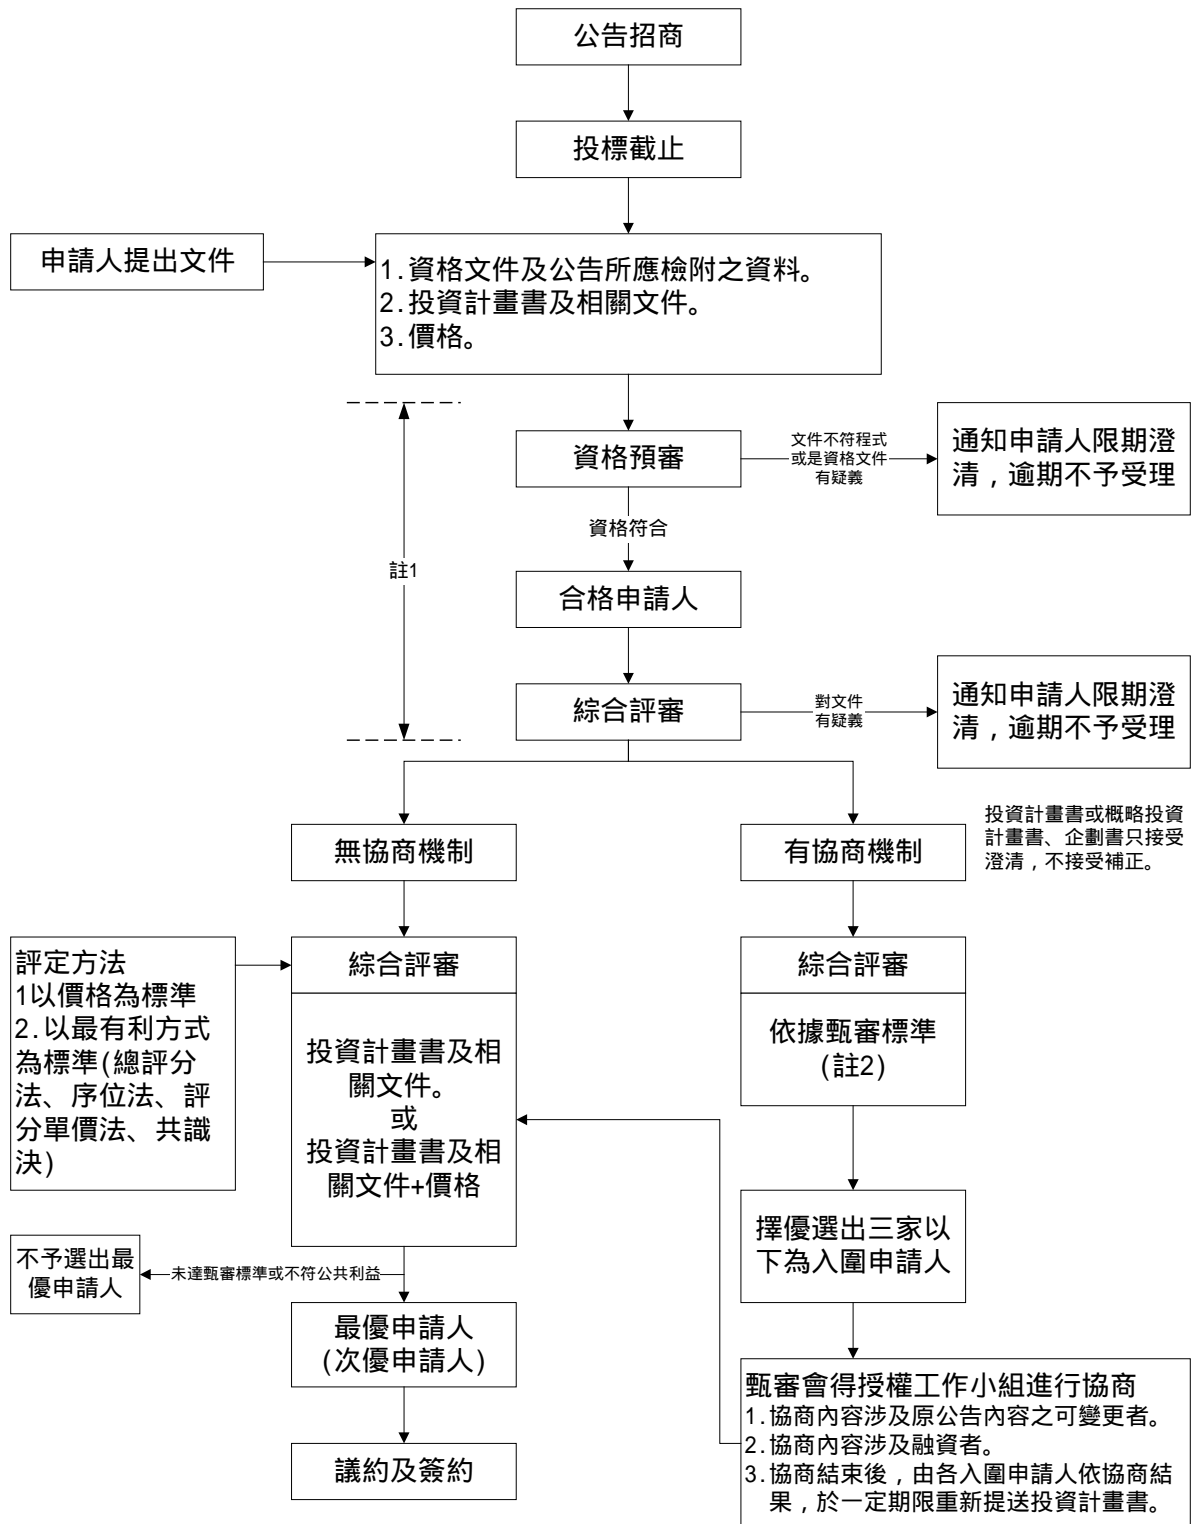 公告招商
投標截止
申請人提出文件
1.資格文件及公告所應檢附之資料。
2.投資計畫書及相關文件。
3.價格。
資格預審
文件不符程式
或是資格文件
有疑義
通知申請人限期澄
清，逾期不予受理
資格符合
註1
合格申請人
綜合評審
對文件
有疑義
通知申請人限期澄
清，逾期不予受理
投資計畫書或概略投資
計畫書、企劃書只接受
澄清，不接受補正。
無協商機制
有協商機制
評定方法
1以價格為標準
2.以最有利方式
為標準(總評分
法、序位法、評
分單價法、共識
決)
綜合評審
投資計畫書及相
關文件。
或
投資計畫書及相
關文件+價格
綜合評審
依據甄審標準
(註2)
擇優選出三家以
下為入圍申請人
不予選出最
優申請人
未達甄審標準或不符公共利益
最優申請人
(次優申請人)
議約及簽約
甄審會得授權工作小組進行協商
1.協商內容涉及原公告內容之可變更者。
2.協商內容涉及融資者。
3.協商結束後，由各入圍申請人依協商結
果，於一定期限重新提送投資計畫書。